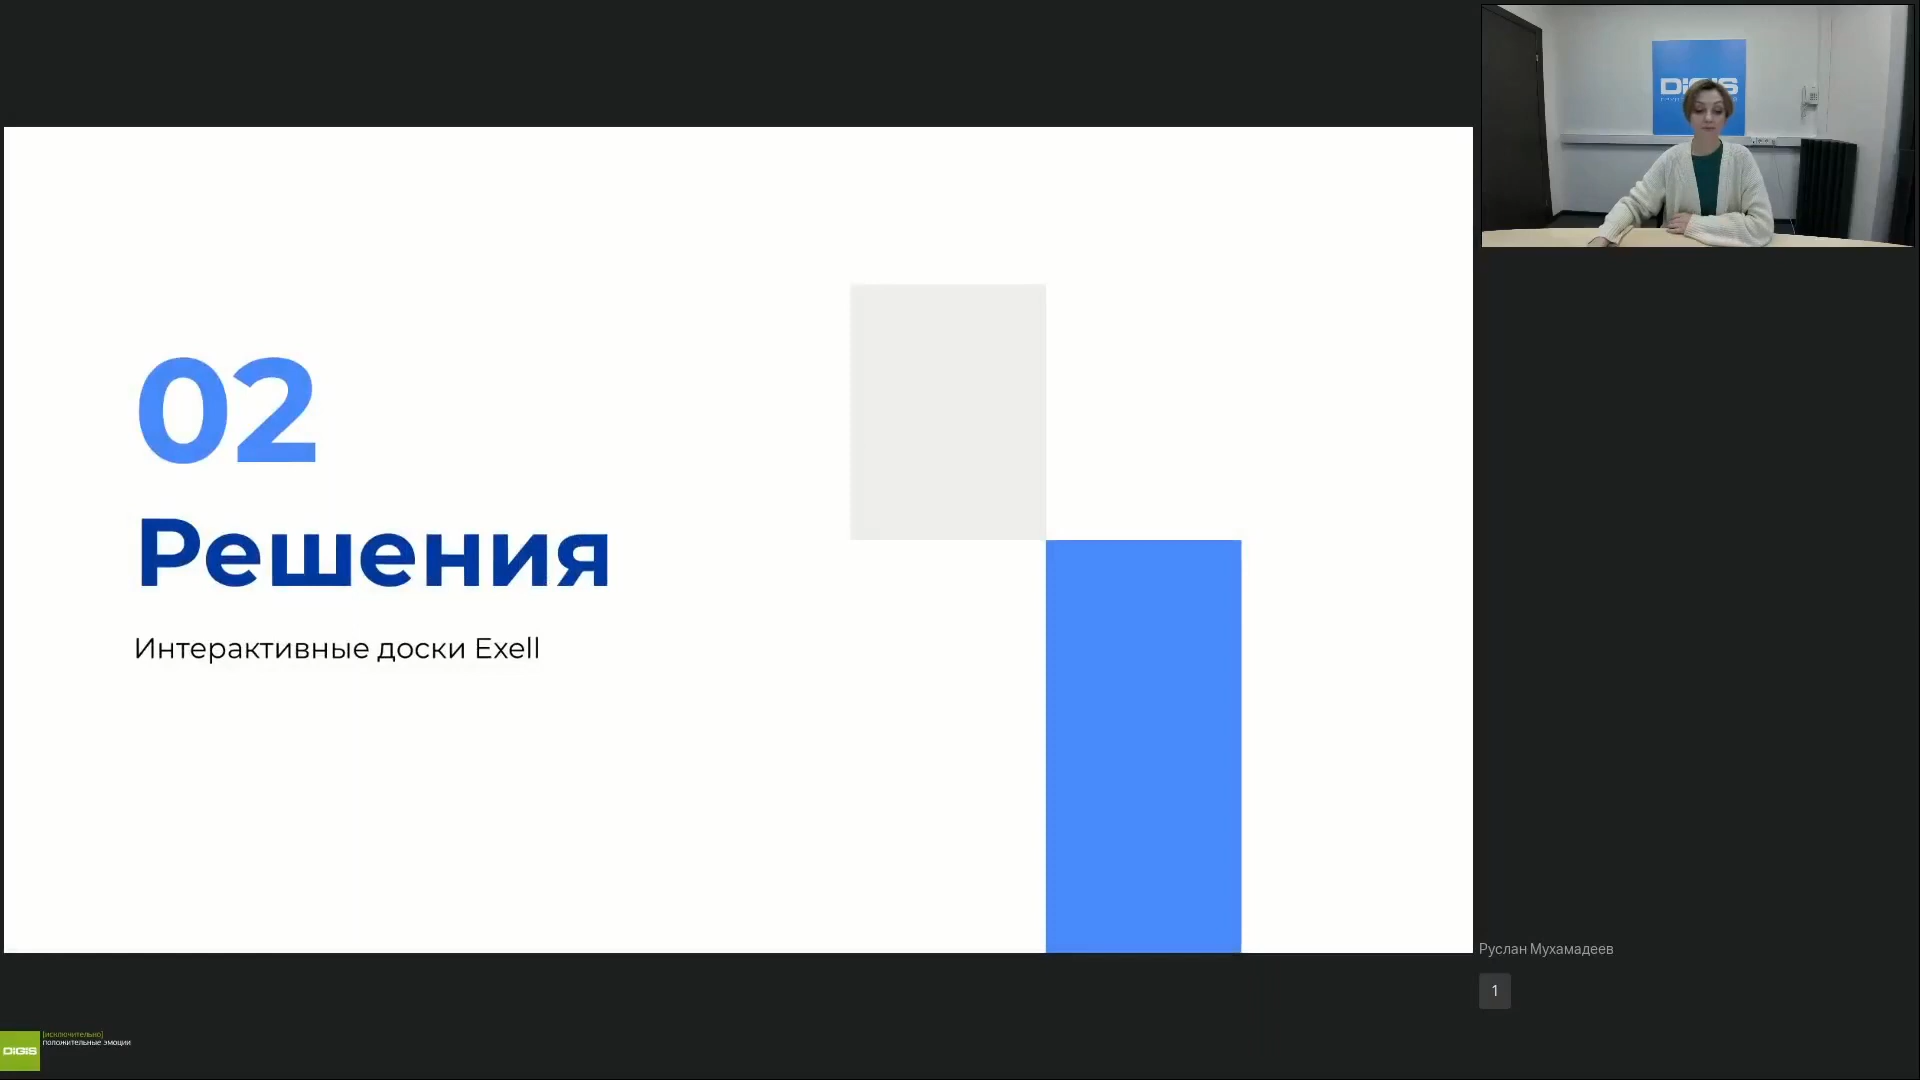 02
Решения
Интерактивные доски Exell
Руслан Мухамадеев
1
DIGIS
[исключительно]
положительные эмоции